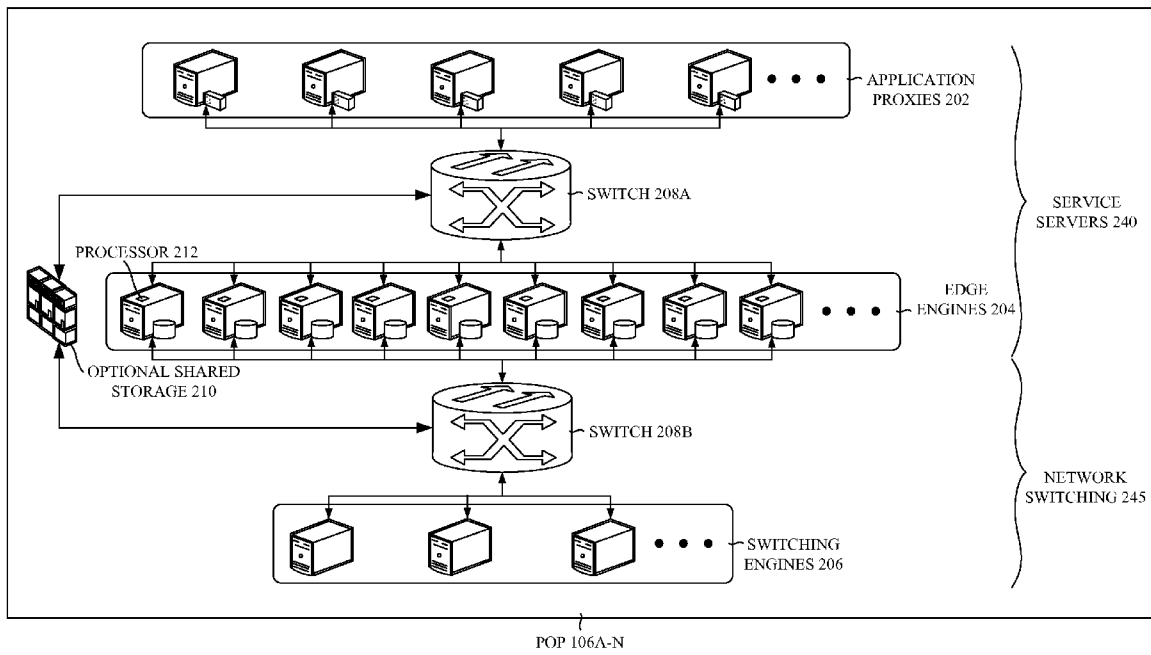 APPLICATION
PROXIES 202
SWITCH 208A
SERVICE
SERVERS 240
PROCESSOR 212
EDGE
ENGINES 204
OPTIONAL SHARED
STORAGE 210
SWITCH 208B
NETWORK
SWITCHING 245
SWITCHING
ENGINES 206
POP 106A-N